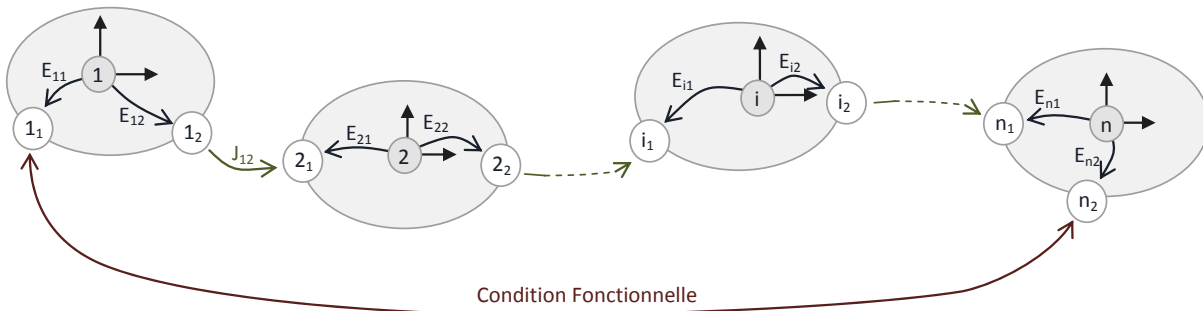 1
E₁₁
E₁₂
1₁
1₂
J₁₂
2
E₂₁
E₂₂
2₁
2₂
i
Eᵢ₁
Eᵢ₂
i₁
i₂
n
Eₙ₁
Eₙ₂
n₁
n₂
Condition Fonctionnelle